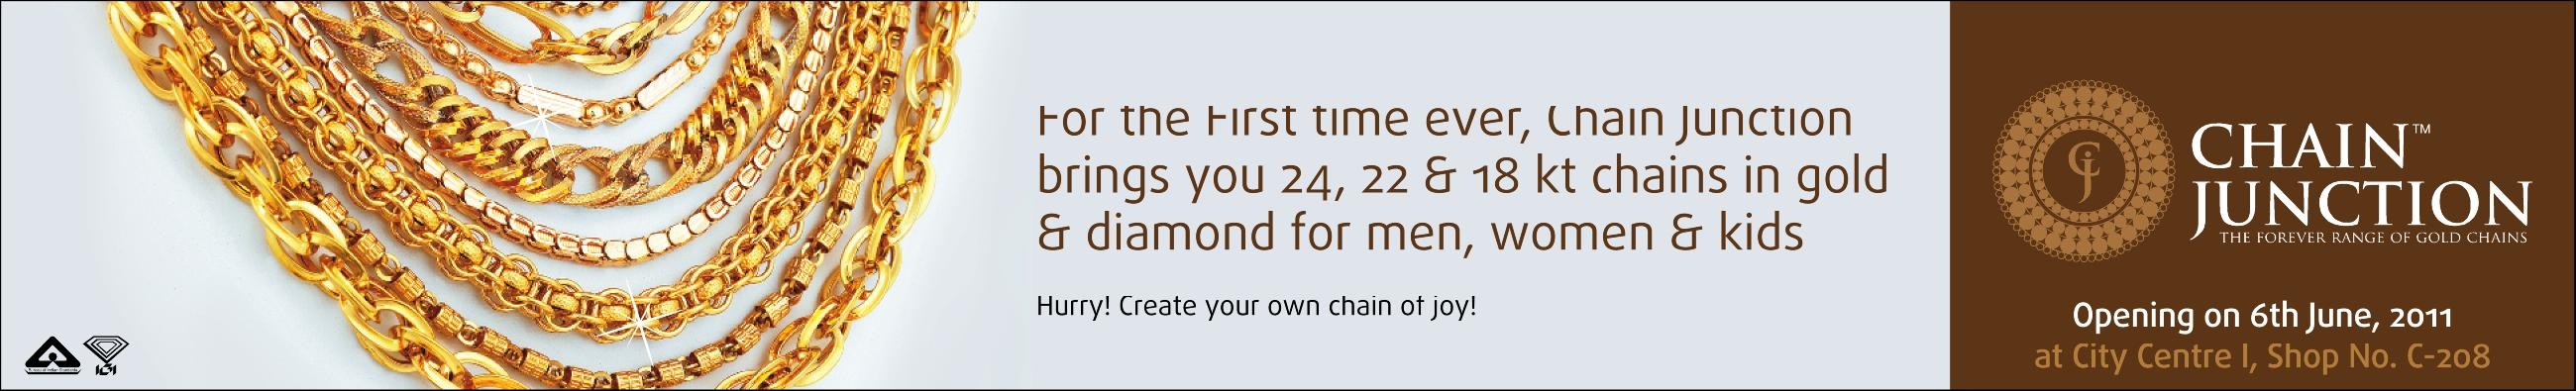 For the First time ever, Chain Junction
brings you 24, 22 & 18 kt chains in gold
& diamond for men, women & kids
Hurry! Create your own chain of joy!
IGI
CJ
CHAIN™
JUNCTION
THE FOREVER RANGE OF GOLD CHAINS
Opening on 6th June, 2011
at City Centre I, Shop No. C-208